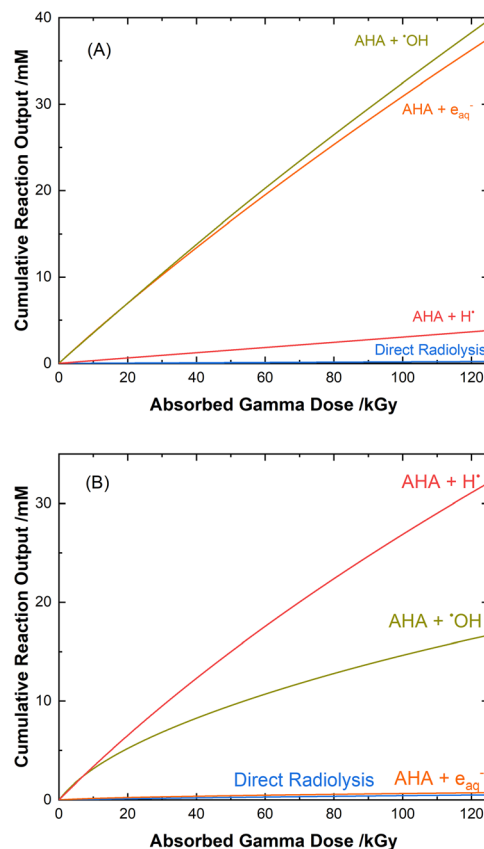 (A)
AHA + •OH
AHA + eaq⁻
AHA + H•
Direct Radiolysis
Cumulative Reaction Output /mM
40
30
20
10
0
0 20 40 60 80 100 120
Absorbed Gamma Dose /kGy
(B)
AHA + H•
AHA + •OH
Direct Radiolysis
AHA + eaq⁻
Cumulative Reaction Output /mM
30
20
10
0
0 20 40 60 80 100 120
Absorbed Gamma Dose /kGy